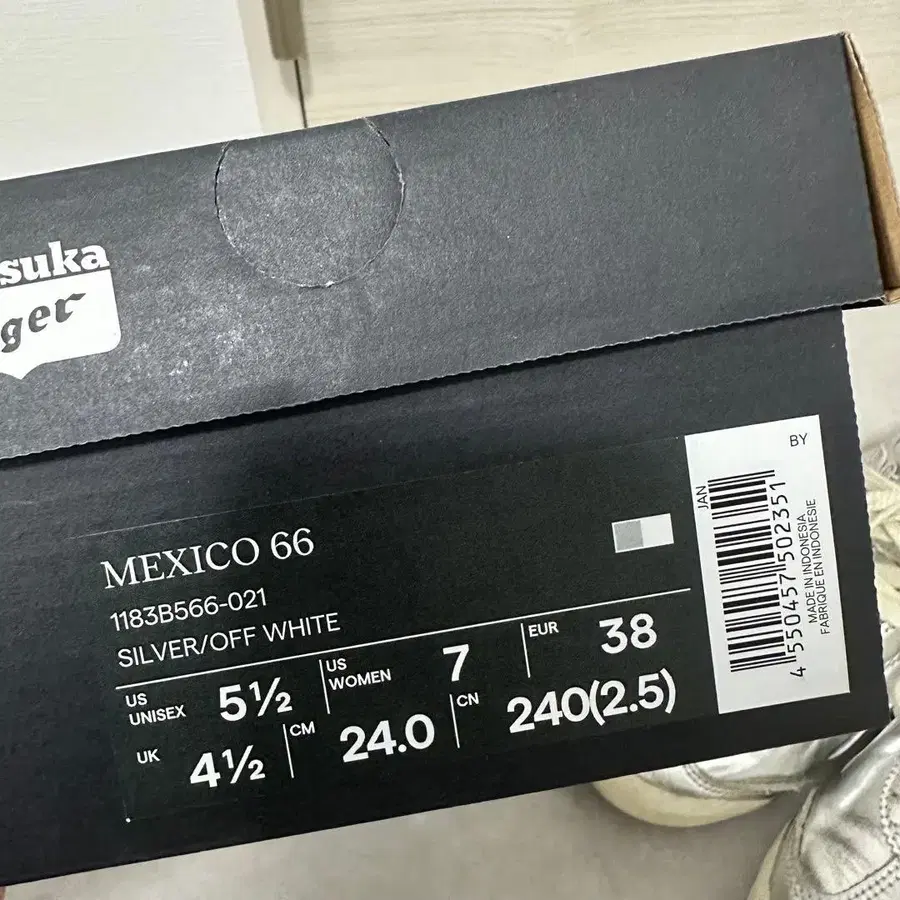 suka
ger
MEXICO 66
1183B566-021
SILVER/OFF WHITE
US UNISEX 5½
US WOMEN 7
EUR 38
UK 4½
CM 24.0
CN 240(2.5)
BY
JAN
4 550457 502351
MADE IN INDONESIA
FABRIQUE EN INDONESIE